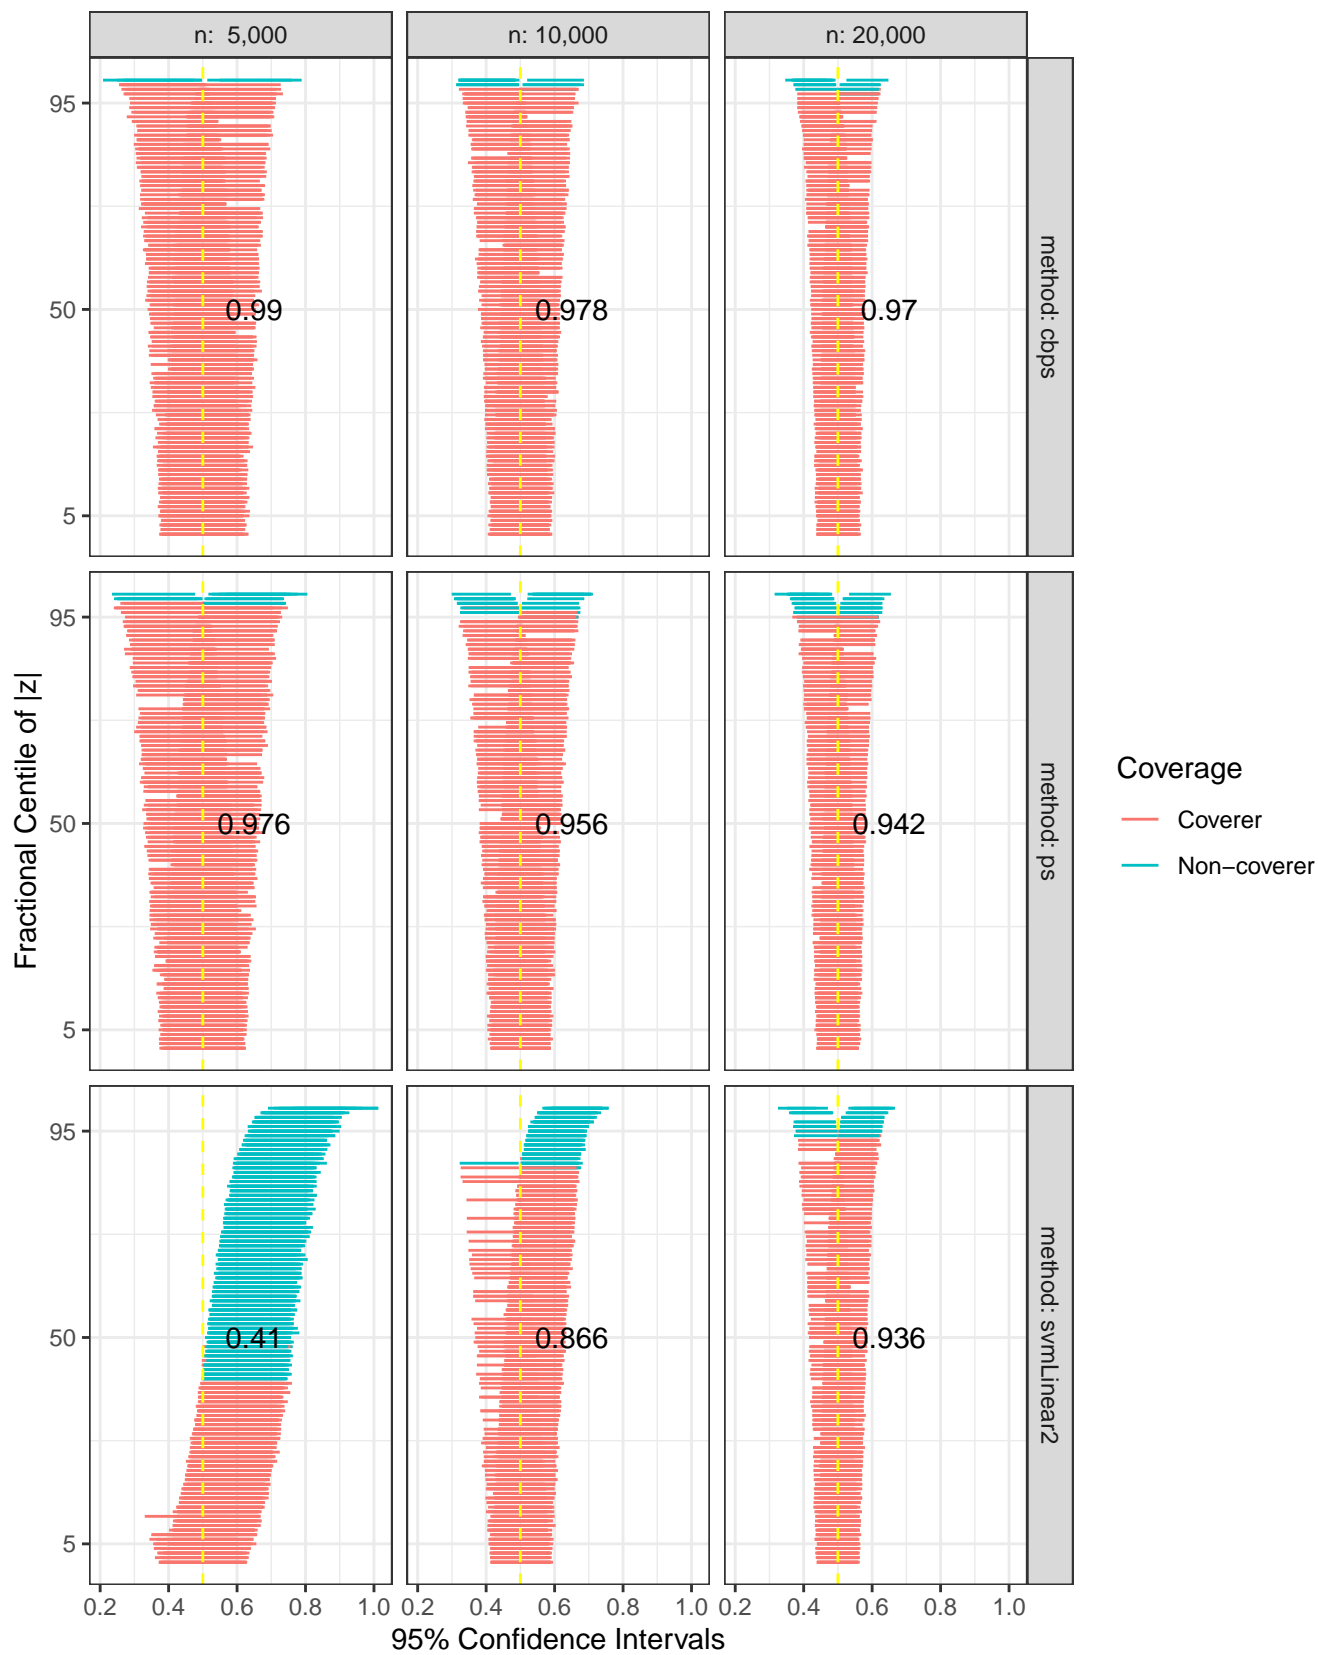 n:  5,000
n: 10,000
n: 20,000
95
50
5
0.99
0.978
0.97
method: cbps
95
50
5
0.976
0.956
0.942
method: ps
Fractional Centile of |z|
Coverage
Coverer
Non−coverer
95
50
5
0.41
0.866
0.936
method: svmLinear2
0.2 0.4 0.6 0.8 1.0 0.2 0.4 0.6 0.8 1.0 0.2 0.4 0.6 0.8 1.0
95% Confidence Intervals